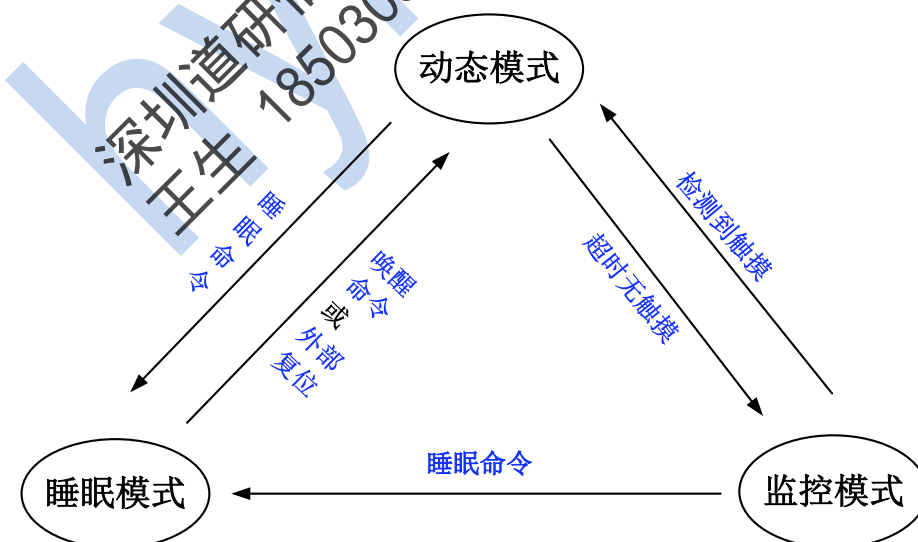 深圳道研
王生 185030
动态模式
睡眠命令
唤醒
命令
或
外部
复位
超时无触摸
检测到触摸
睡眠命令
睡眠模式
监控模式